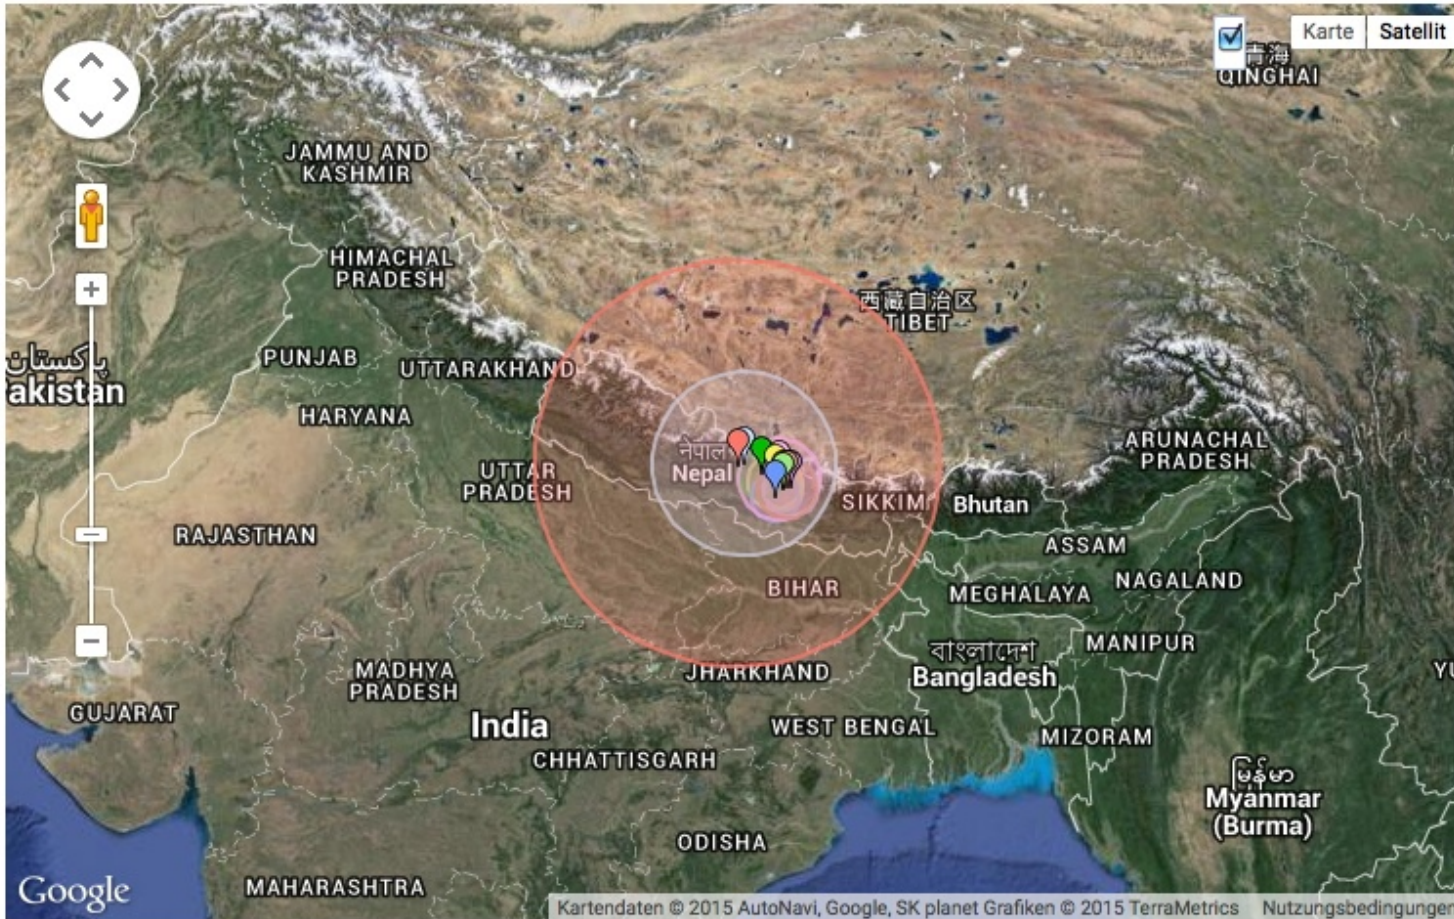 Karte
Satellit
青海
QINGHAI
JAMMU AND
KASHMIR
HIMACHAL
PRADESH
西藏自治区
TIBET
PUNJAB
UTTARAKHAND
پاکستان
akistan
HARYANA
ARUNACHAL
PRADESH
नेपाल
Nepal
UTTAR
PRADESH
SIKKIM
Bhutan
RAJASTHAN
ASSAM
BIHAR
MEGHALAYA
NAGALAND
MANIPUR
বাংলাদেশ
Bangladesh
MADHYA
PRADESH
JHARKHAND
YU
GUJARAT
India
WEST BENGAL
MIZORAM
CHHATTISGARH
မြန်မာ
Myanmar
(Burma)
ODISHA
MAHARASHTRA
Google
Kartendaten © 2015 AutoNavi, Google, SK planet Grafiken © 2015 TerraMetrics
Nutzungsbedingunge